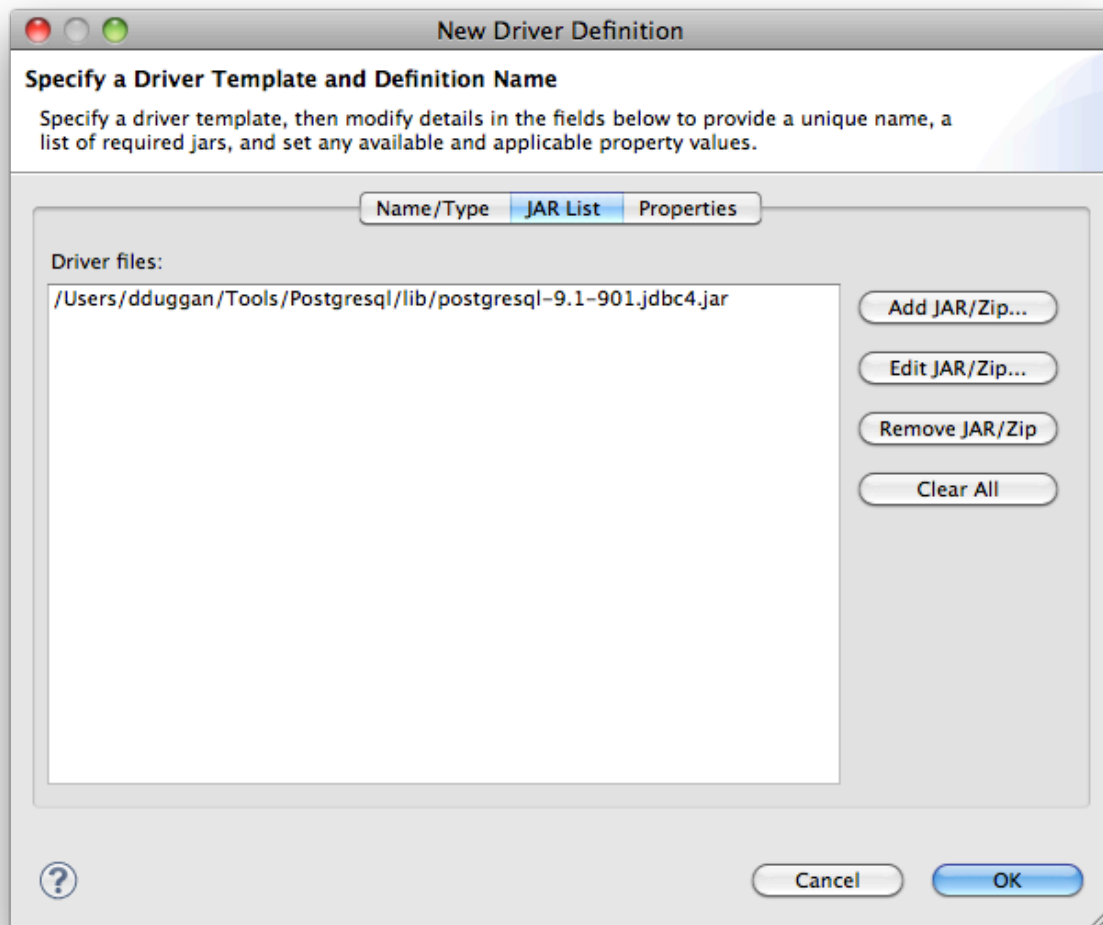 New Driver Definition
Specify a Driver Template and Definition Name
Specify a driver template, then modify details in the fields below to provide a unique name, a
list of required jars, and set any available and applicable property values.
Name/Type JAR List Properties
Driver files:
/Users/dduggan/Tools/Postgresql/lib/postgresql-9.1-901.jdbc4.jar
Add JAR/Zip...
Edit JAR/Zip...
Remove JAR/Zip
Clear All
?
Cancel OK